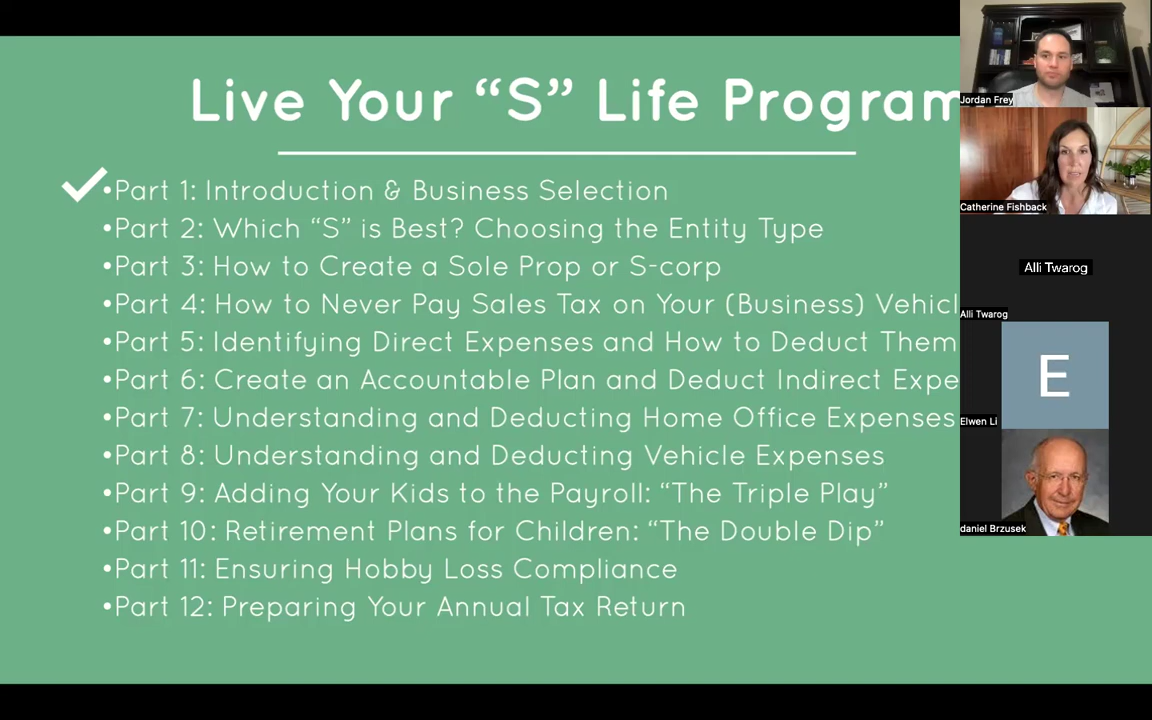 Live Your “S” Life Program
•Part 1: Introduction & Business Selection
•Part 2: Which “S” is Best? Choosing the Entity Type
•Part 3: How to Create a Sole Prop or S-corp
•Part 4: How to Never Pay Sales Tax on Your (Business) Vehicl
•Part 5: Identifying Direct Expenses and How to Deduct Them
•Part 6: Create an Accountable Plan and Deduct Indirect Expe
•Part 7: Understanding and Deducting Home Office Expenses
•Part 8: Understanding and Deducting Vehicle Expenses
•Part 9: Adding Your Kids to the Payroll: “The Triple Play”
•Part 10: Retirement Plans for Children: “The Double Dip”
•Part 11: Ensuring Hobby Loss Compliance
•Part 12: Preparing Your Annual Tax Return
Jordan Frey
Catherine Fishback
Alli Twarog
Alli Twarog
E
Elwen Li
daniel Brzusek